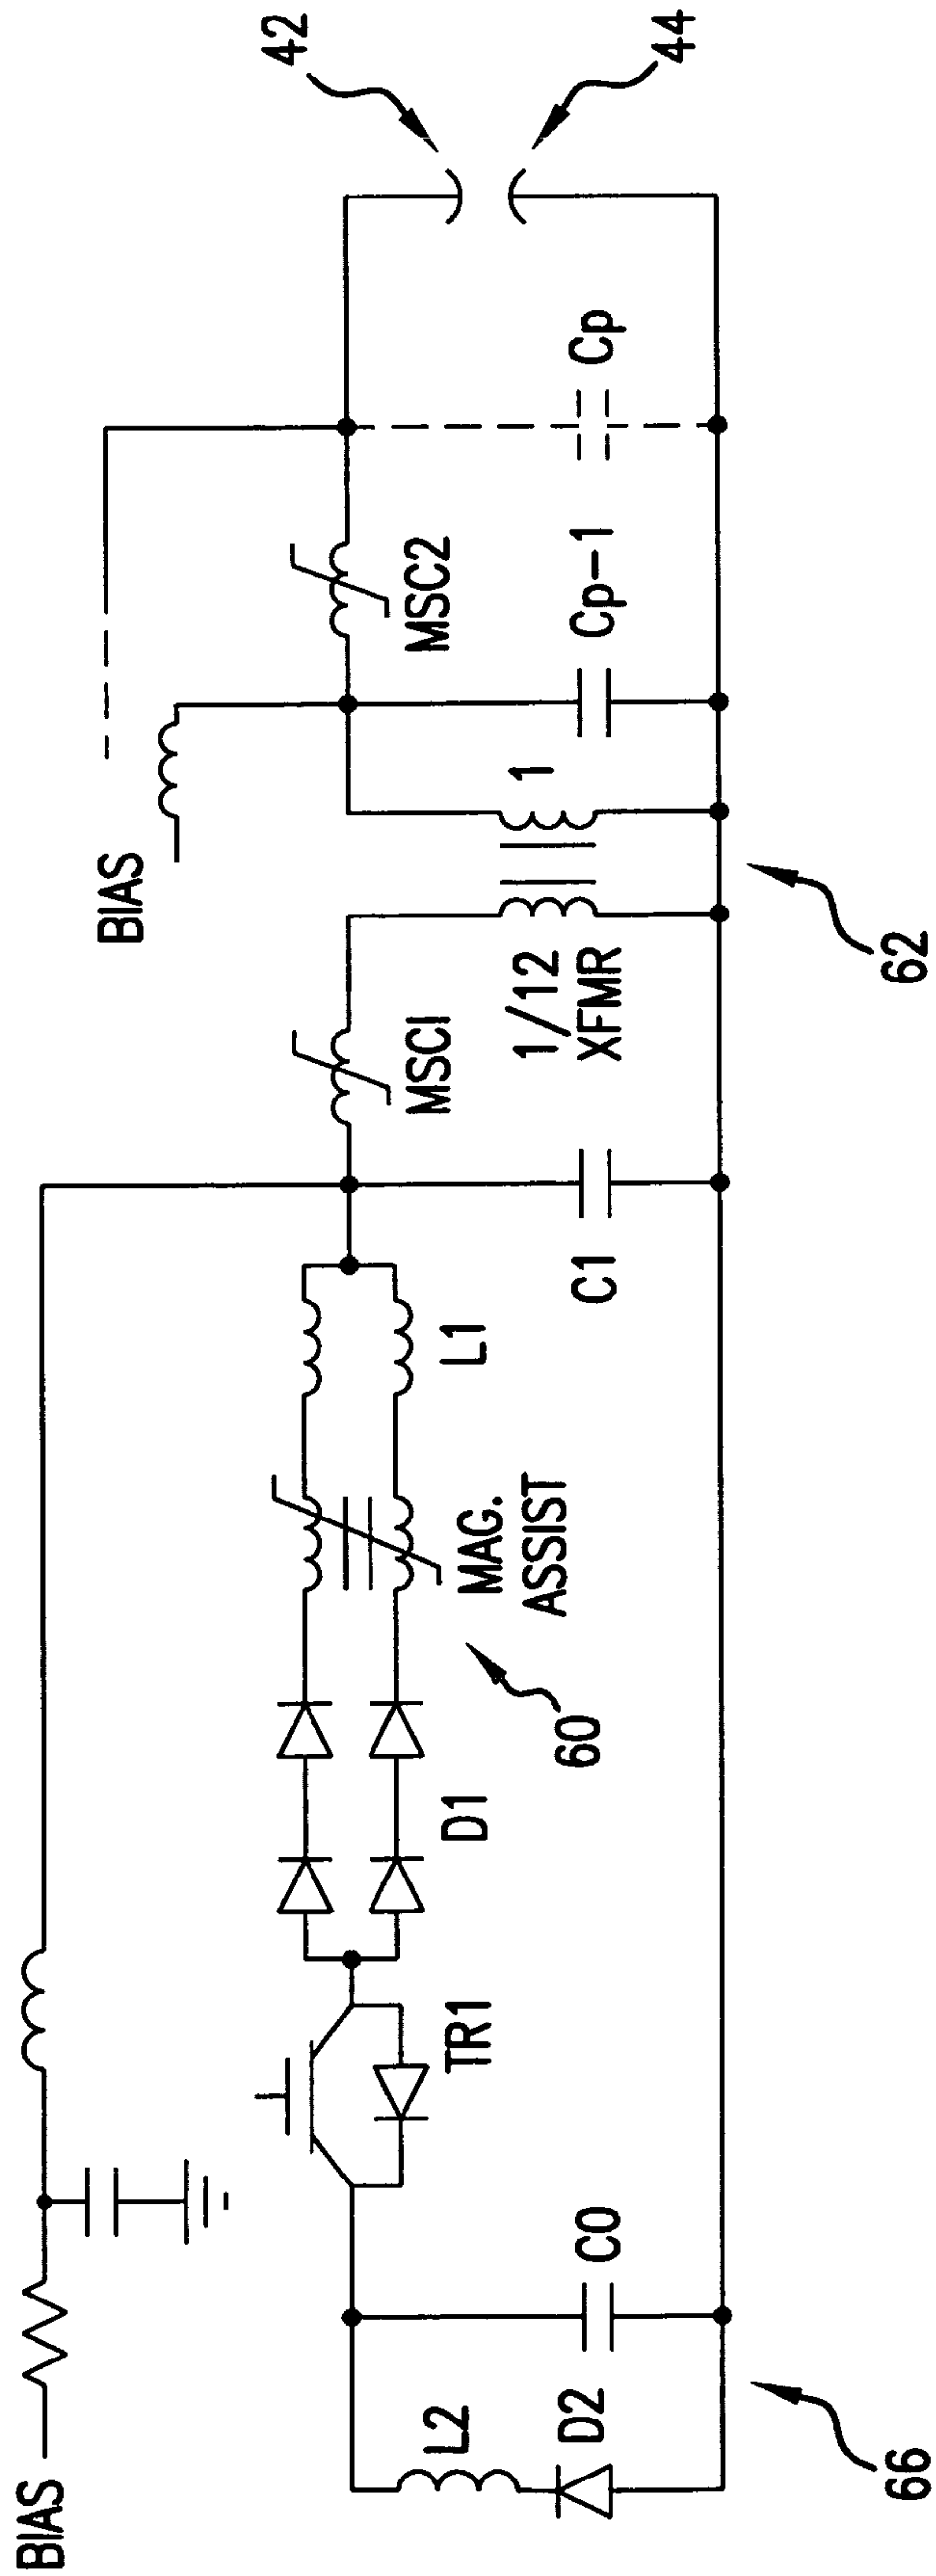 BIAS
BIAS
42
44
MSC2
Cp-1
Cp
MSCI
1/12
XFMR
1
62
L1
C1
MAG.
ASSIST
60
D1
TR1
C0
L2
D2
66